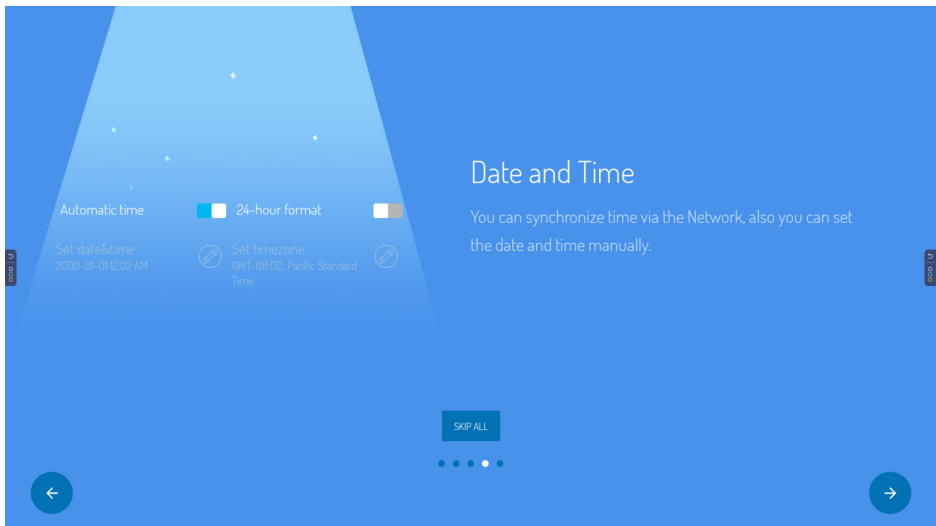 Date and Time
You can synchronize time via the Network, also you can set
the date and time manually.
Automatic time
24-hour format
Set date&time
2000-01-01 12:02 AM
Set timezone
GMT-08:00, Pacific Standard
Time
SKIP ALL